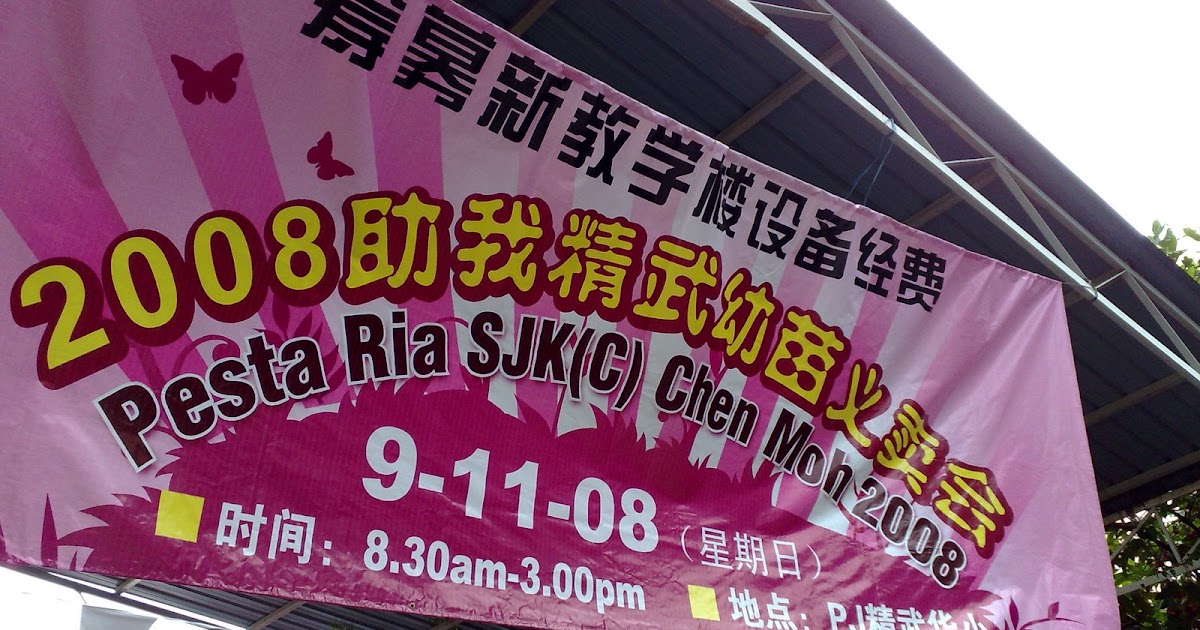 筹募新教学楼设备经费
2008助我精武幼苗义卖会
Pesta Ria SJK(C) Chen Moh 2008
9-11-08 (星期日)
时间: 8.30am-3.00pm
地点: PJ精武华小